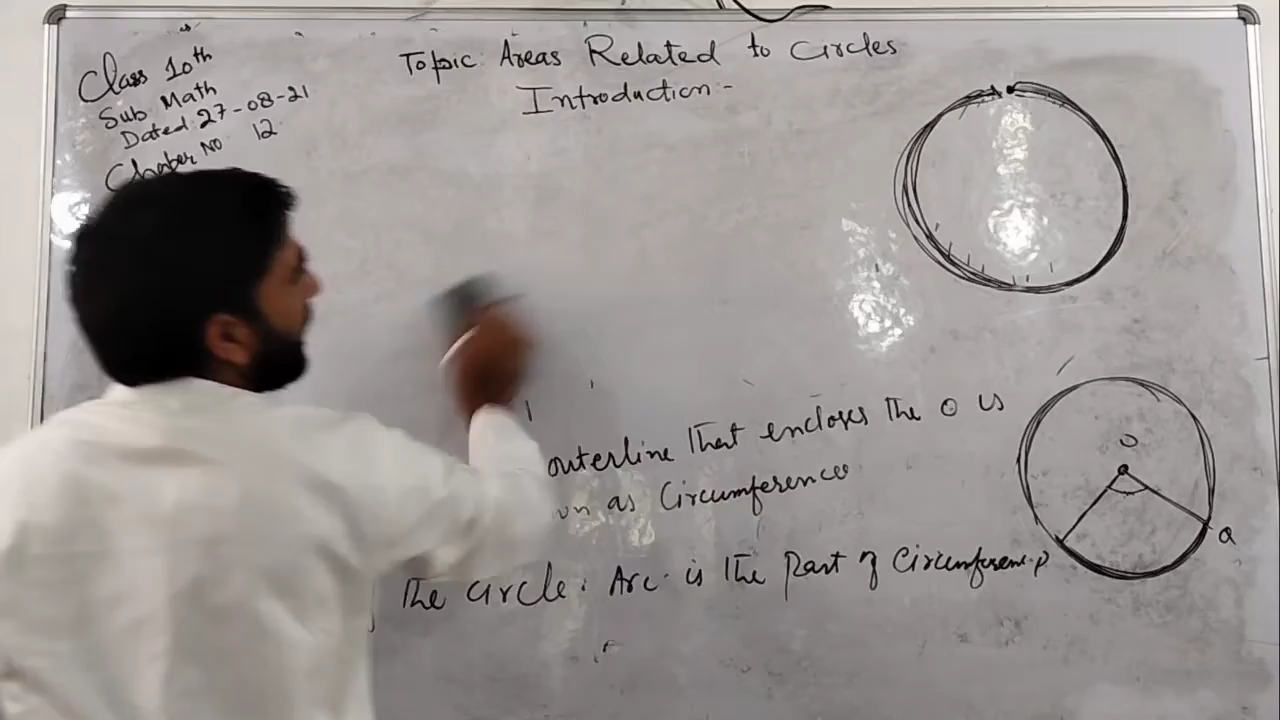 Class 10th
Sub Math
Dated 27-08-21
Chapter No 12
Topic: Areas Related to Circles
Introduction -
outerline that encloses the O is
as Circumference
the circle. Arc is the Part of Circumference
O
Q
P